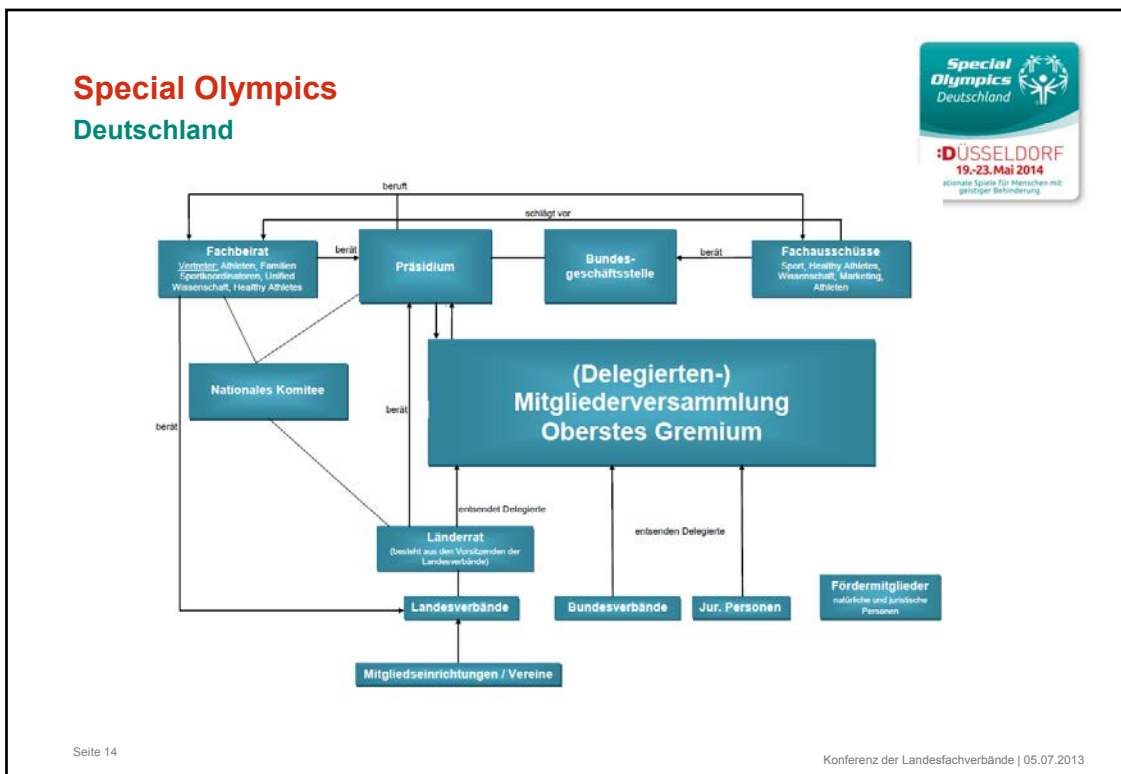 Special Olympics
Deutschland
Special
Olympics
Deutschland
:DÜSSELDORF
19.-23. Mai 2014
ationale Spiele für Menschen mit
geistiger Behinderung
beruft
schlägt vor
Fachbeirat
Vertreter: Athleten, Familien
Sportkoordinatoren, Unified
Wissenschaft, Healthy Athletes
berät
Präsidium
Bundes-
geschäftsstelle
berät
Fachausschüsse
Sport, Healthy Athletes,
Wissenschaft, Marketing,
Athleten
(Delegierten-)
Mitgliederversammlung
Oberstes Gremium
Nationales Komitee
berät
berät
entsendet Delegierte
entsenden Delegierte
Länderrat
(besteht aus den Vorsitzenden der
Landesverbände)
Landesverbände
Bundesverbände
Jur. Personen
Fördermitglieder
natürliche und juristische
Personen
Mitgliedseinrichtungen / Vereine
Seite 14
Konferenz der Landesfachverbände | 05.07.2013